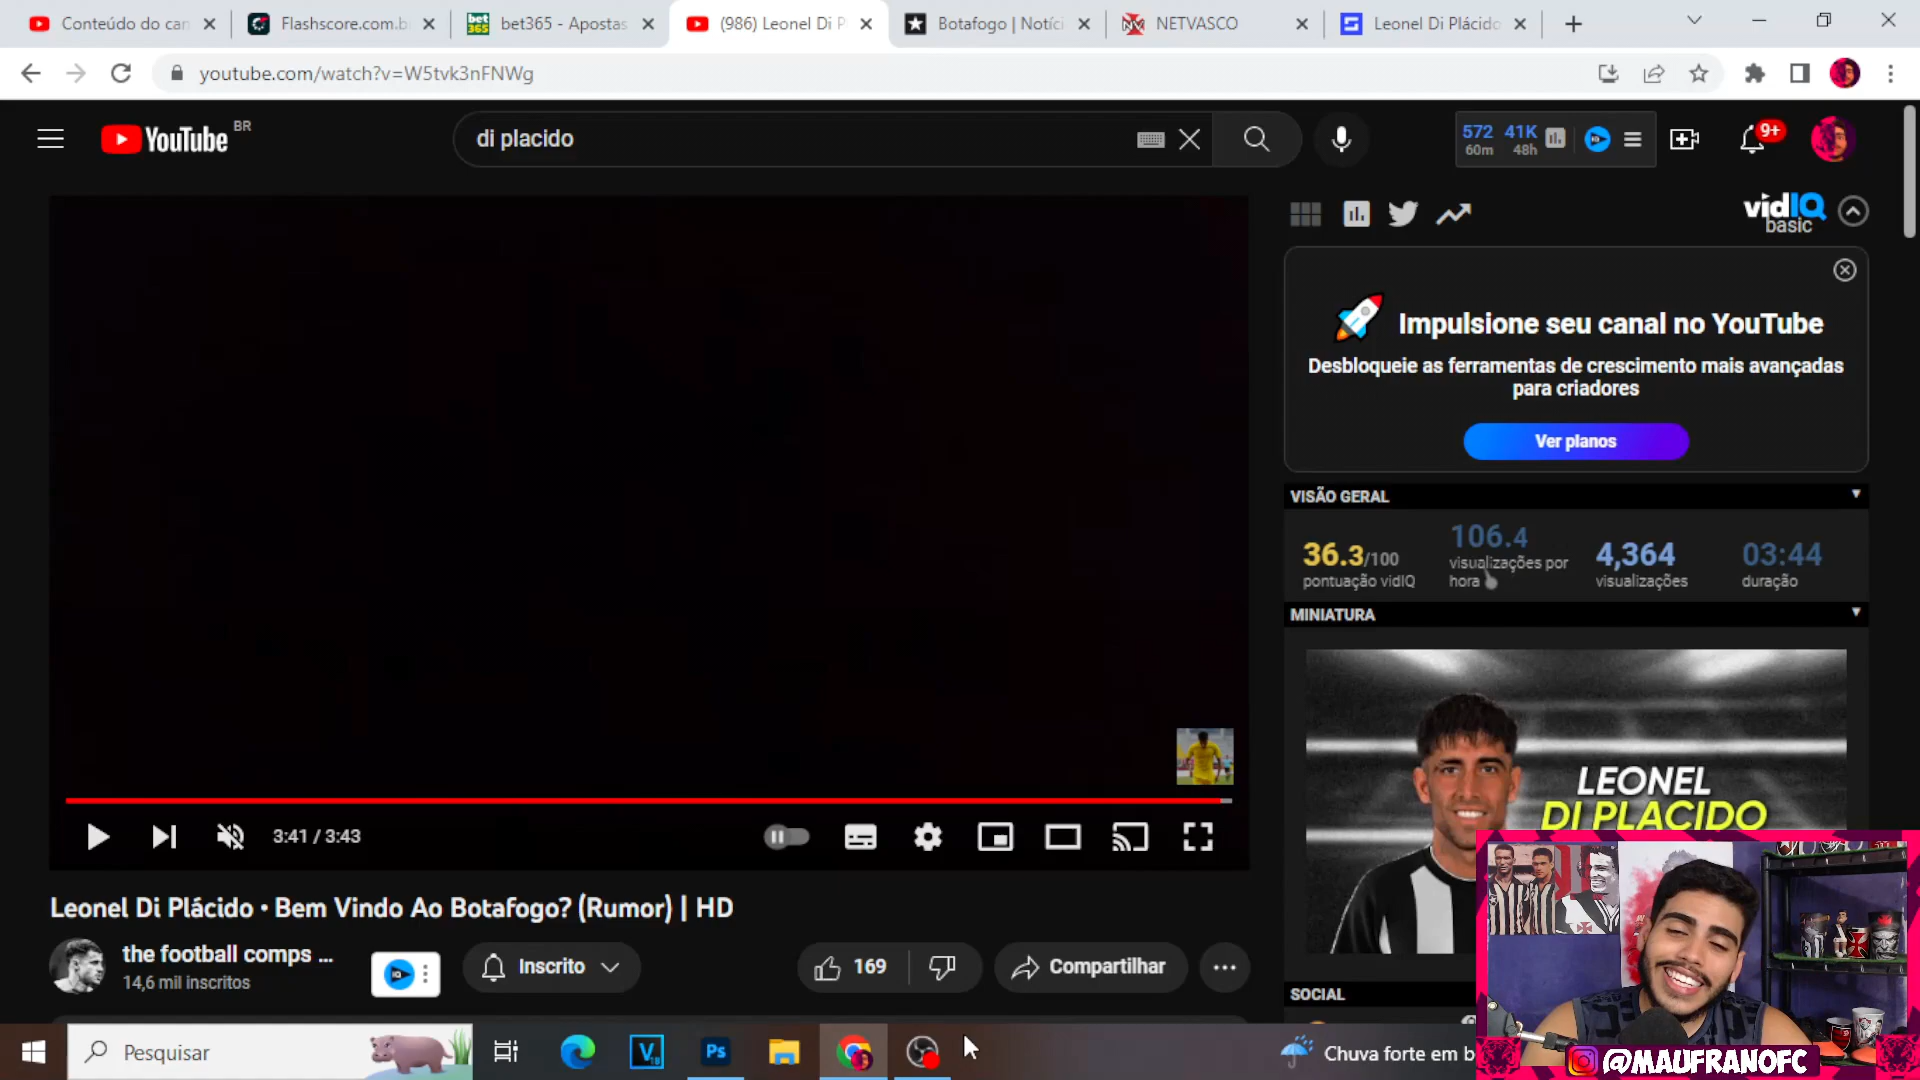 Conteúdo do can
Flashscore.com.b
bet365 - Apostas
(986) Leonel Di P
Botafogo | Notíci
NETVASCO
Leonel Di Plácido
youtube.com/watch?v=W5tvk3nFNWg
YouTube BR
di placido
572 41K
60m 48h
9+
vidIQ
basic
Impulsione seu canal no YouTube
Desbloqueie as ferramentas de crescimento mais avançadas
para criadores
Ver planos
VISÃO GERAL
36.3/100
pontuação vidIQ
106.4
visualizações por
hora
4,364
visualizações
03:44
duração
MINIATURA
LEONEL
DI PLACIDO
3:41 / 3:43
Leonel Di Plácido • Bem Vindo Ao Botafogo? (Rumor) | HD
the football comps ...
14,6 mil inscritos
Inscrito
169
Compartilhar
SOCIAL
Pesquisar
Ps
Chuva forte em b
@MAUFRANOFC